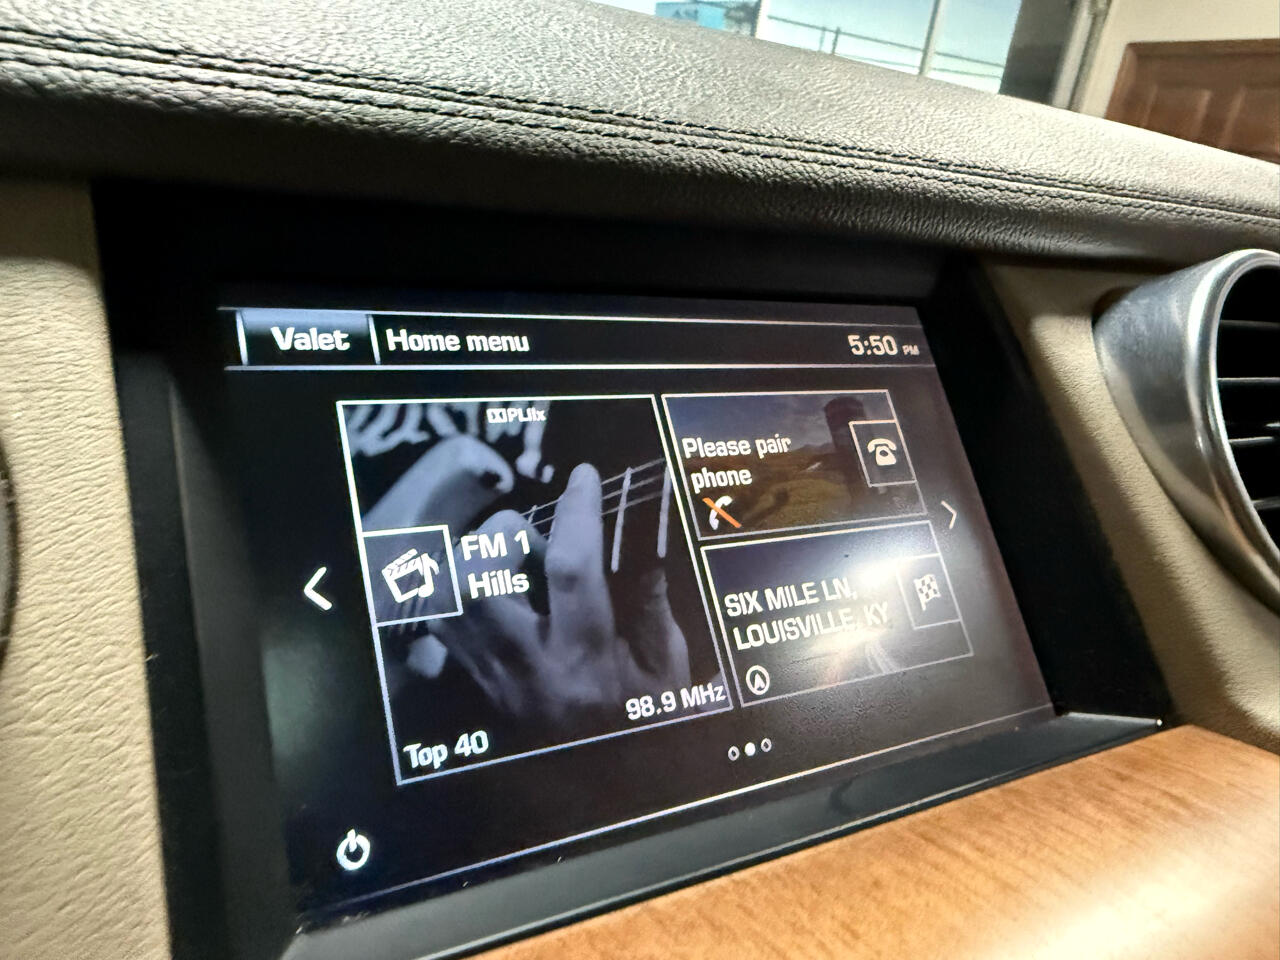 Valet
Home menu
5:50 PM
PLIIx
FM 1
Hills
98.9 MHz
Top 40
Please pair
phone
SIX MILE LN,
LOUISVILLE, KY